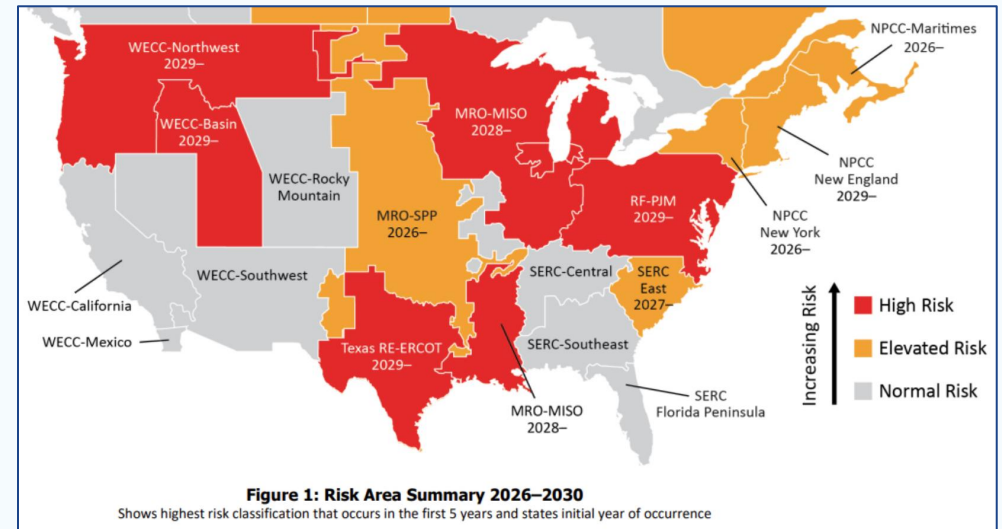 NPCC-Maritimes
2026–
WECC-Northwest
2029–
MRO-MISO
2028–
WECC-Basin
2029–
NPCC
New England
2029–
WECC-Rocky
Mountain
RF-PJM
2029–
MRO-SPP
2026–
NPCC
New York
2026–
WECC-Southwest
SERC-Central
SERC
East
2027–
WECC-California
WECC-Mexico
Texas RE-ERCOT
2029–
SERC-Southeast
MRO-MISO
2028–
SERC
Florida Peninsula
Increasing Risk
High Risk
Elevated Risk
Normal Risk
Figure 1: Risk Area Summary 2026–2030
Shows highest risk classification that occurs in the first 5 years and states initial year of occurrence